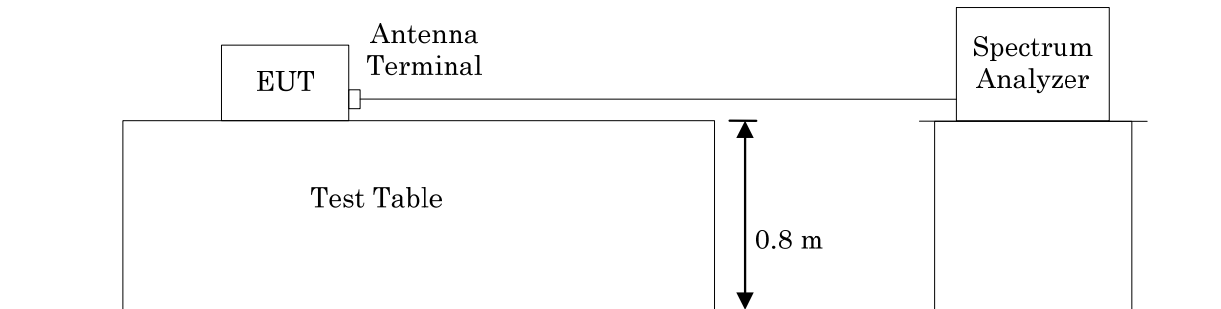 Antenna
Terminal
EUT
Spectrum
Analyzer
Test Table
0.8 m